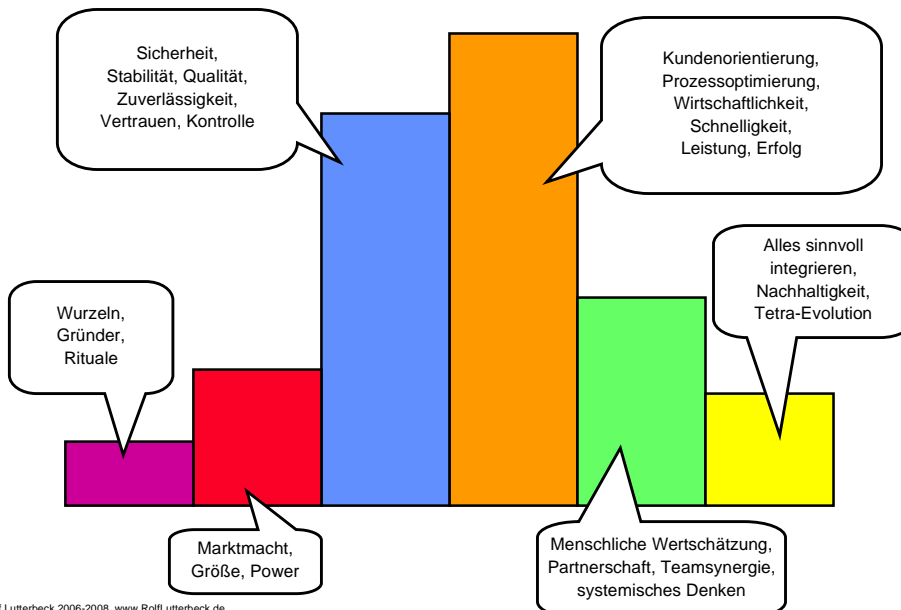 Sicherheit,
Stabilität, Qualität,
Zuverlässigkeit,
Vertrauen, Kontrolle
Kundenorientierung,
Prozessoptimierung,
Wirtschaftlichkeit,
Schnelligkeit,
Leistung, Erfolg
Alles sinnvoll
integrieren,
Nachhaltigkeit,
Tetra-Evolution
Wurzeln,
Gründer,
Rituale
Marktmacht,
Größe, Power
Menschliche Wertschätzung,
Partnerschaft, Teamsynergie,
systemisches Denken
Lutterbeck 2006-2008, www.RolfLutterbeck.de